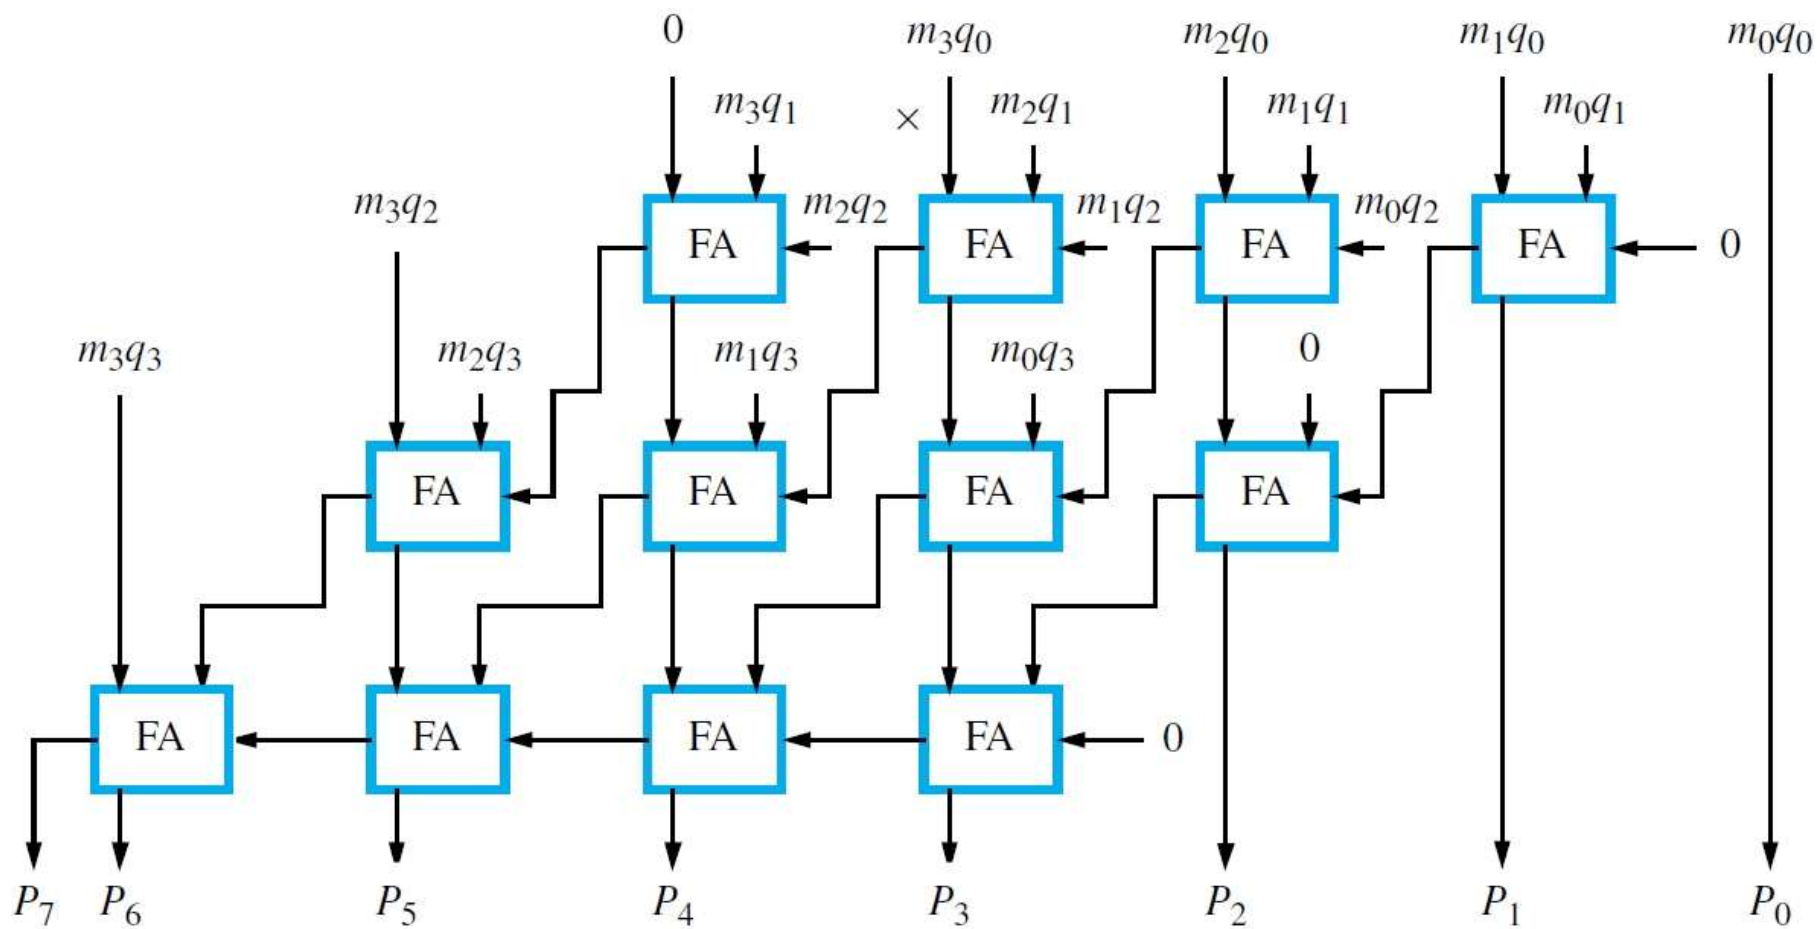 0 m₃q₀ m₂q₀ m₁q₀ m₀q₀
m₃q₁ × m₂q₁ m₁q₁ m₀q₁
m₃q₂ m₂q₂ m₁q₂ m₀q₂
FA FA FA FA 0
m₃q₃ m₂q₃ m₁q₃ m₀q₃ 0
FA FA FA FA
FA FA FA FA 0
P₇ P₆ P₅ P₄ P₃ P₂ P₁ P₀